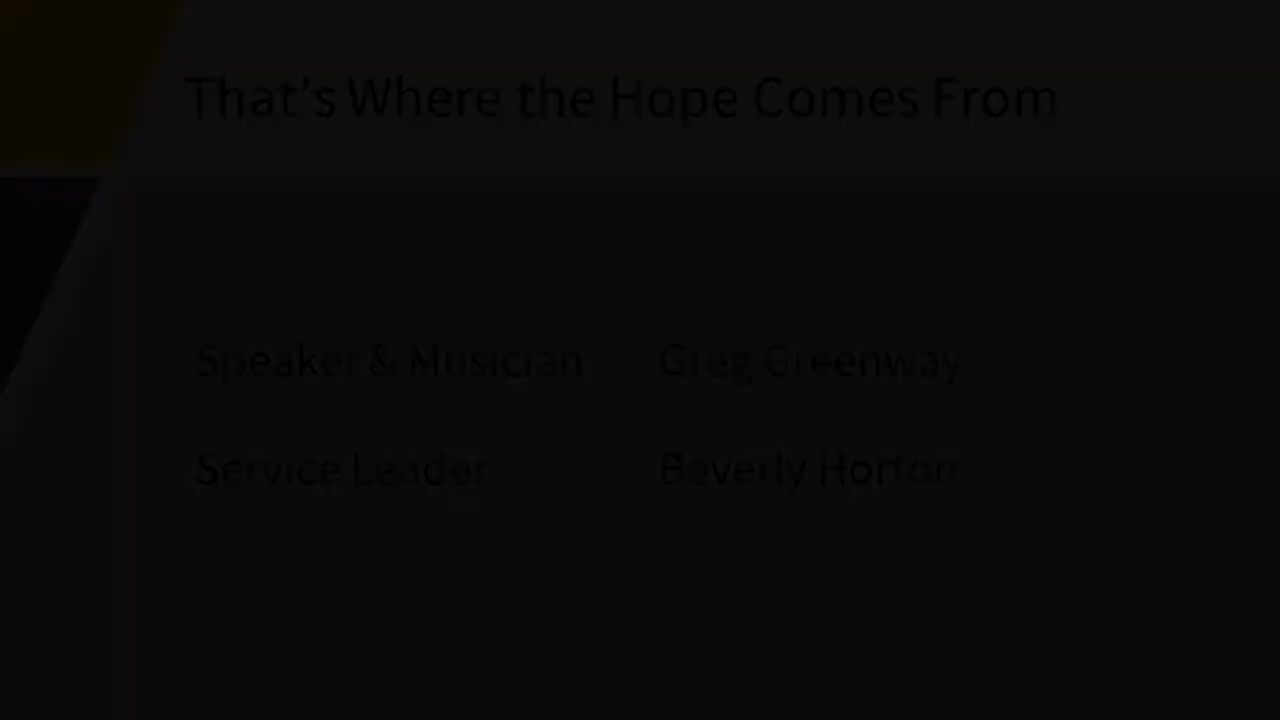 That's Where the Hope Comes From
Speaker & Musician Greg Greenway
Service Leader Beverly Horton